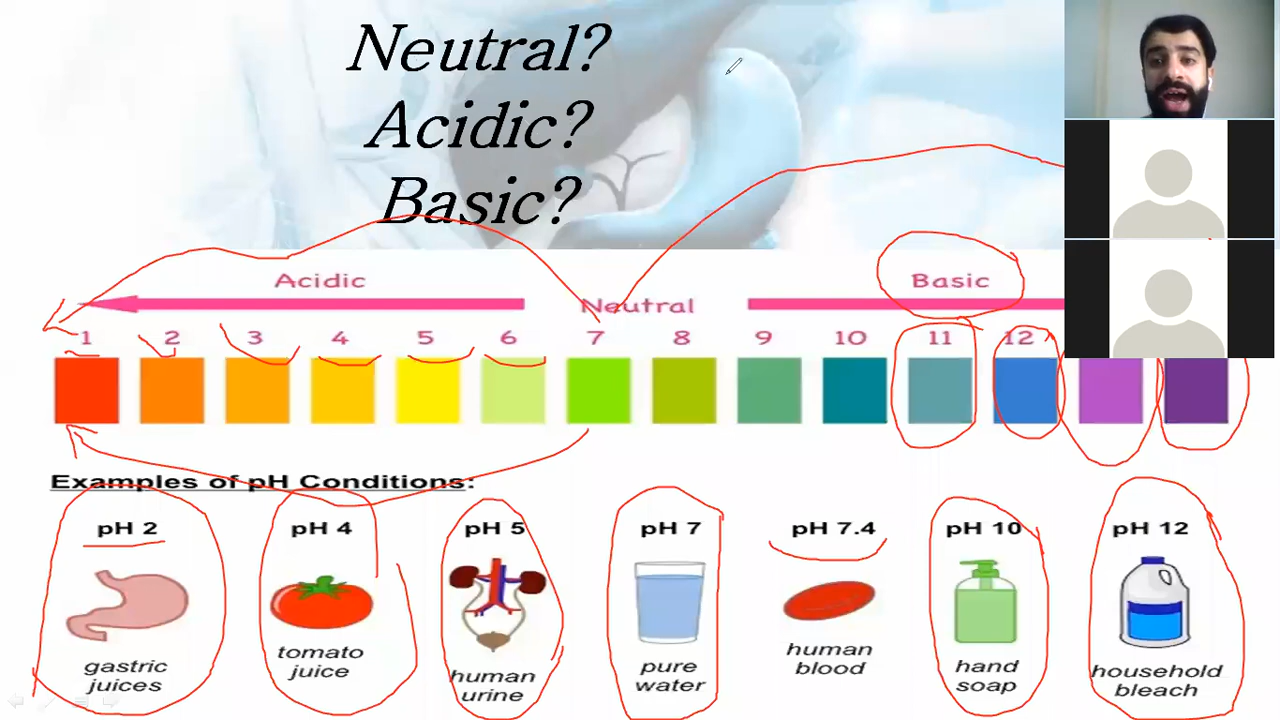 Neutral?
Acidic?
Basic?
Acidic
Neutral
Basic
1 2 3 4 5 6 7 8 9 10 11 12
Examples of pH Conditions:
pH 2
gastric
juices
pH 4
tomato
juice
pH 5
human
urine
pH 7
pure
water
pH 7.4
human
blood
pH 10
hand
soap
pH 12
household
bleach